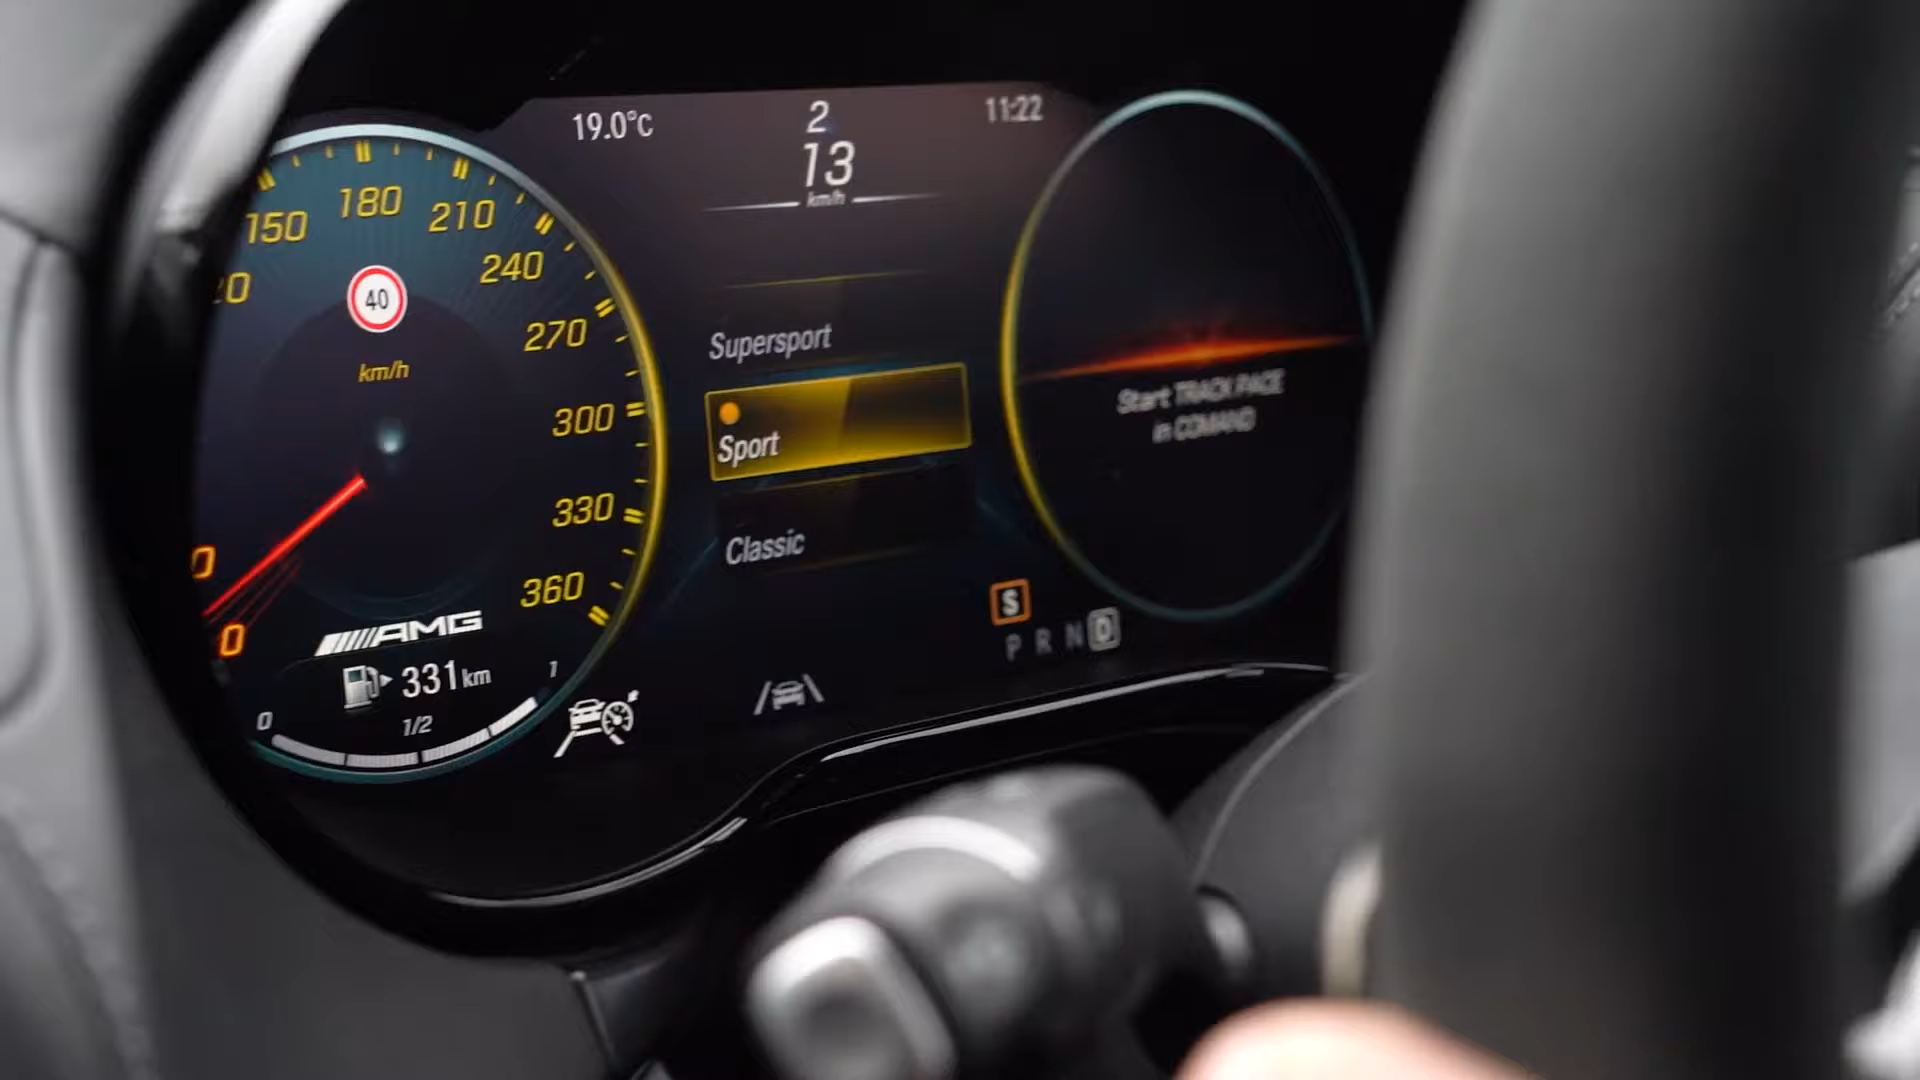 19.0°C
2
11:22
13
km/h
150
180
210
240
270
300
330
360
40
km/h
Supersport
Sport
Classic
Start TRACK PACE
in COMAND
0
S
P R N D
AMG
331 km
0
1/2
1